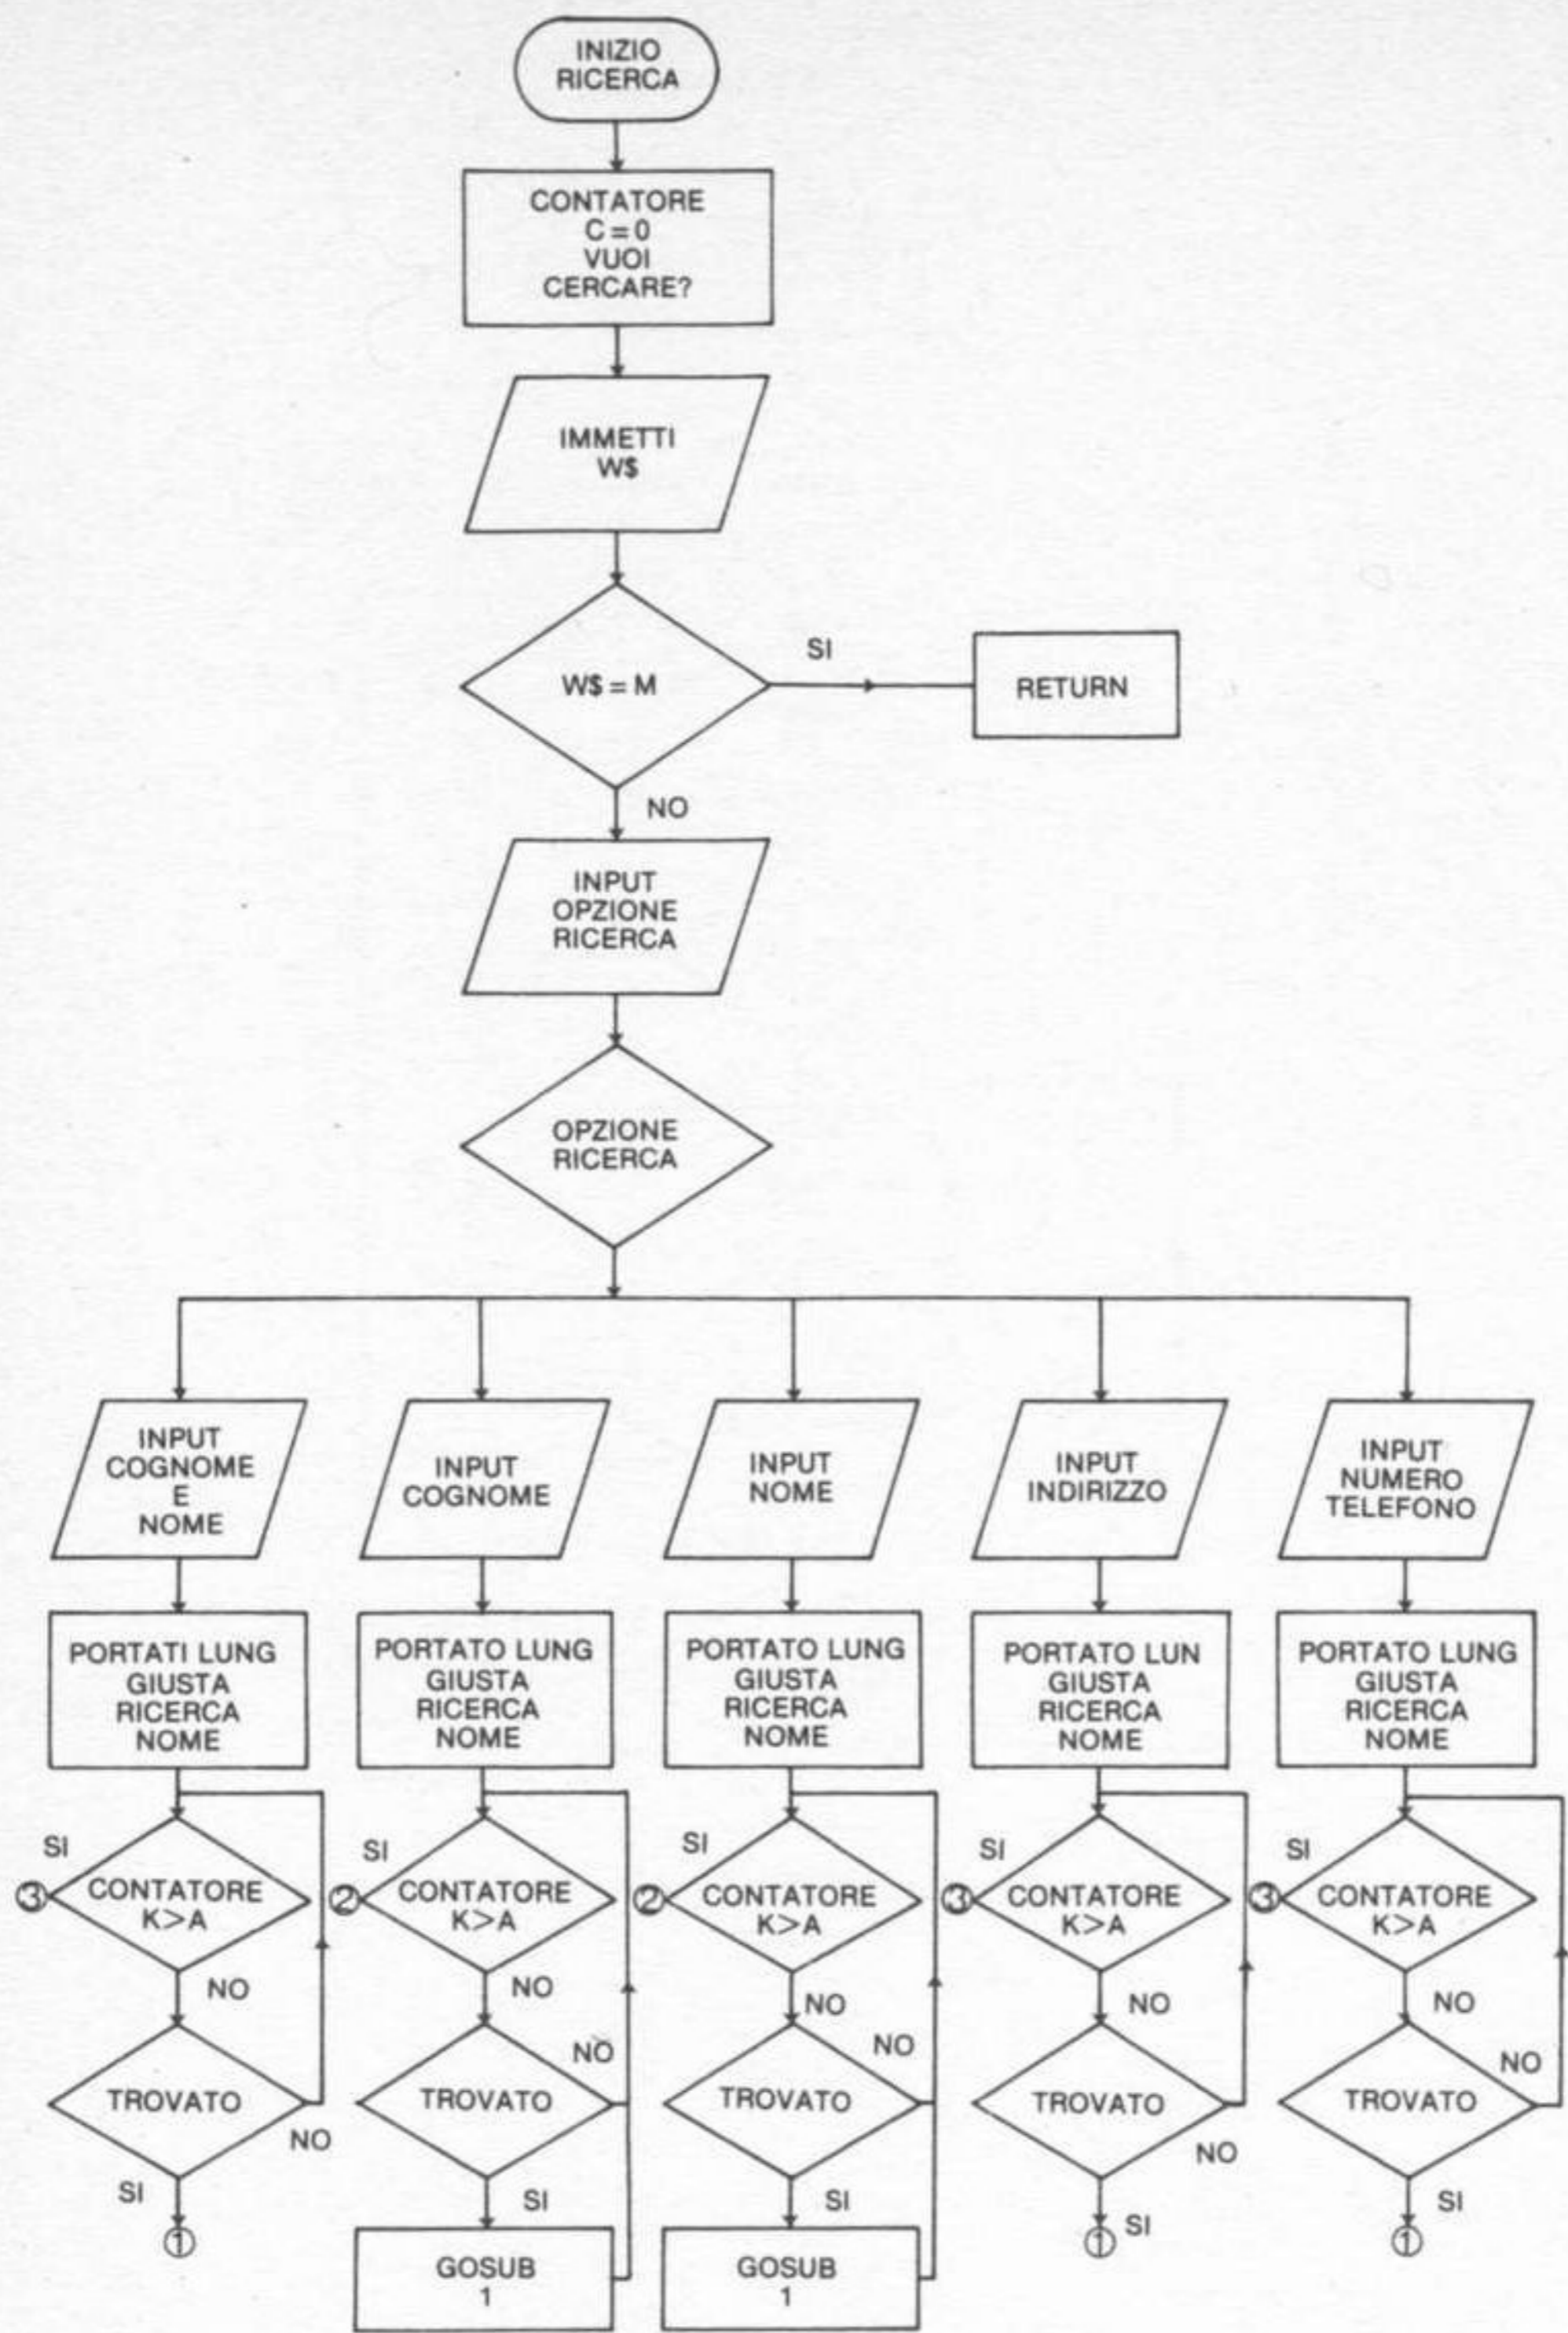 INIZIO
RICERCA
CONTATORE
C = 0
VUOI
CERCARE?
IMMETTI
W$
W$ = M
SI
RETURN
NO
INPUT
OPZIONE
RICERCA
OPZIONE
RICERCA
INPUT
COGNOME
E
NOME
INPUT
COGNOME
INPUT
NOME
INPUT
INDIRIZZO
INPUT
NUMERO
TELEFONO
PORTATI LUNG
GIUSTA
RICERCA
NOME
PORTATO LUNG
GIUSTA
RICERCA
NOME
PORTATO LUNG
GIUSTA
RICERCA
NOME
PORTATO LUN
GIUSTA
RICERCA
NOME
PORTATO LUNG
GIUSTA
RICERCA
NOME
SI
3
CONTATORE
K>A
NO
SI
2
CONTATORE
K>A
NO
SI
2
CONTATORE
K>A
NO
SI
3
CONTATORE
K>A
NO
SI
3
CONTATORE
K>A
NO
TROVATO
NO
SI
1
TROVATO
NO
SI
GOSUB
1
TROVATO
NO
SI
GOSUB
1
TROVATO
NO
SI
1
TROVATO
NO
SI
1